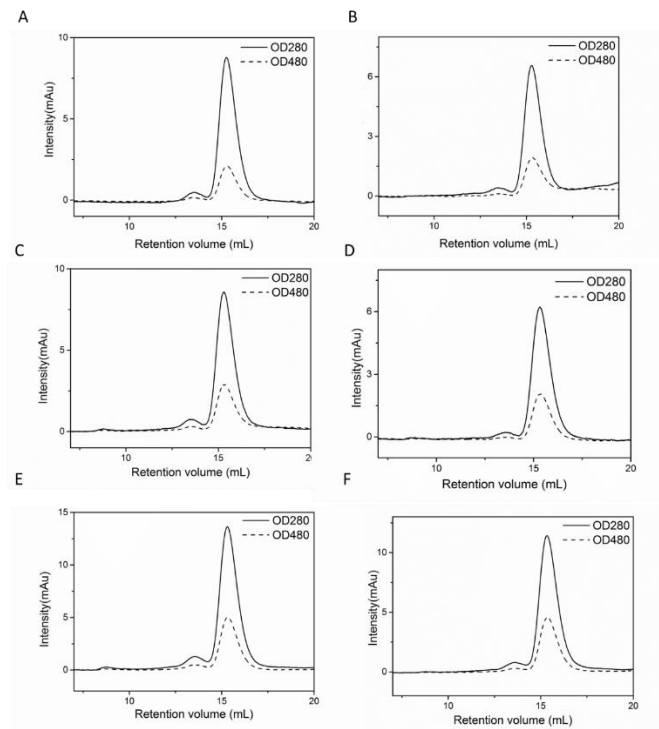 A
OD280
OD480
10
5
0
Intensity(mAu)
10
15
20
Retention volume (mL)
B
OD280
OD480
6
3
0
Intensity(mAu)
10
15
20
Retention volume (mL)
C
OD280
OD480
10
5
0
Intensity(mAu)
10
15
20
Retention volume (mL)
D
OD280
OD480
6
3
0
Intensity(mAu)
10
15
20
Retention volume (mL)
E
OD280
OD480
15
10
5
0
Intensity(mAu)
10
15
20
Retention volume (mL)
F
OD280
OD480
10
5
0
Intensity(mAu)
10
15
20
Retention volume (mL)